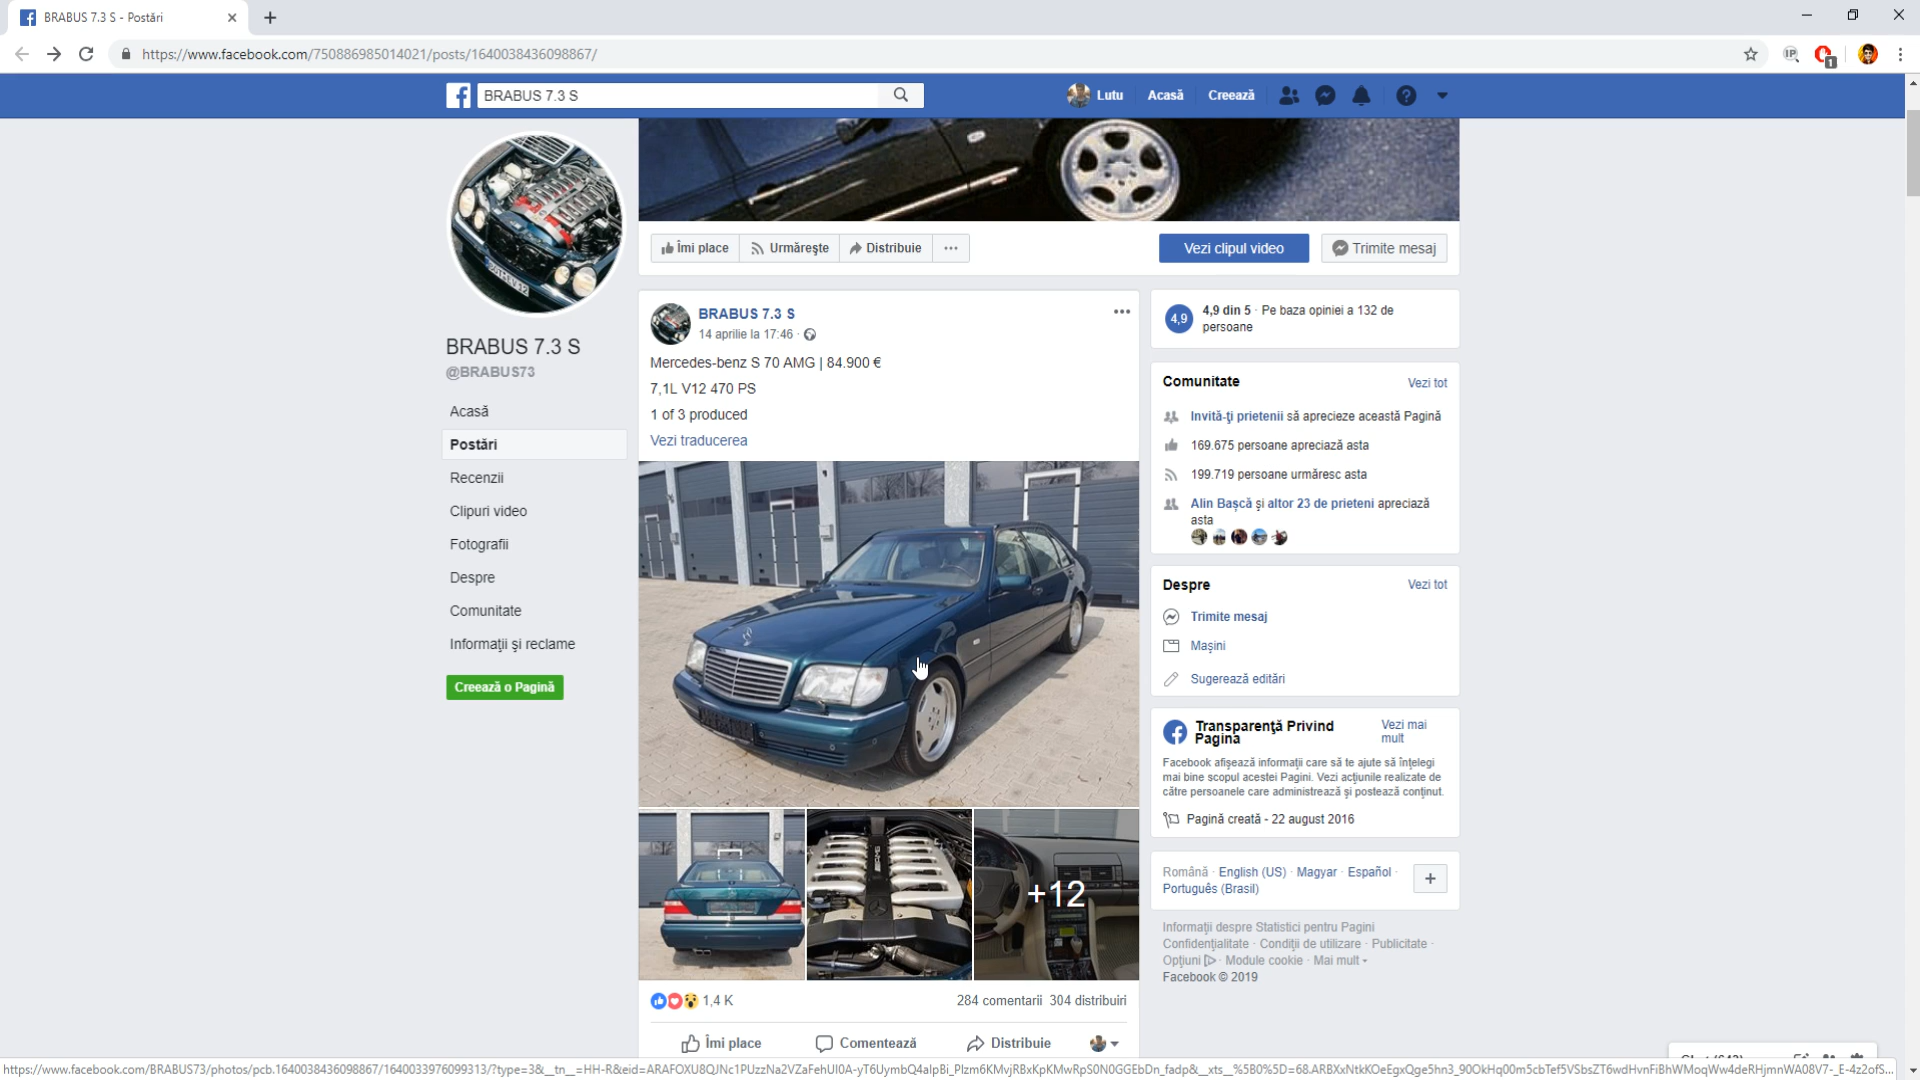 BRABUS 7.3 S - Postări
https://www.facebook.com/750886985014021/posts/1640038436098867/
IP
1
BRABUS 7.3 S
Lutu
Acasă
Creează
BRABUS 7.3 S
@BRABUS73
Acasă
Postări
Recenzii
Clipuri video
Fotografii
Despre
Comunitate
Informații și reclame
Creează o Pagină
Îmi place
Urmărește
Distribuie
Vezi clipul video
Trimite mesaj
BRABUS 7.3 S
14 aprilie la 17:46 ·
Mercedes-benz S 70 AMG | 84.900 €
7,1L V12 470 PS
1 of 3 produced
Vezi traducerea
+12
1,4 K
284 comentarii 304 distribuiri
Îmi place
Comentează
Distribuie
4,9
4,9 din 5 · Pe baza opiniei a 132 de
persoane
Comunitate
Vezi tot
Invită-ți prietenii să aprecieze această Pagină
169.675 persoane apreciază asta
199.719 persoane urmăresc asta
Alin Bașcă și altor 23 de prieteni apreciază
asta
Despre
Vezi tot
Trimite mesaj
Mașini
Sugerează editări
Transparență Privind
Pagina
Vezi mai
mult
Facebook afișează informații care să te ajute să înțelegi
mai bine scopul acestei Pagini. Vezi acțiunile realizate de
către persoanele care administrează și postează conținut.
Pagină creată - 22 august 2016
Română · English (US) · Magyar · Español ·
Português (Brasil)
Informații despre Statistici pentru Pagini
Confidențialitate · Condiții de utilizare · Publicitate ·
Opțiuni · Module cookie · Mai mult
Facebook © 2019